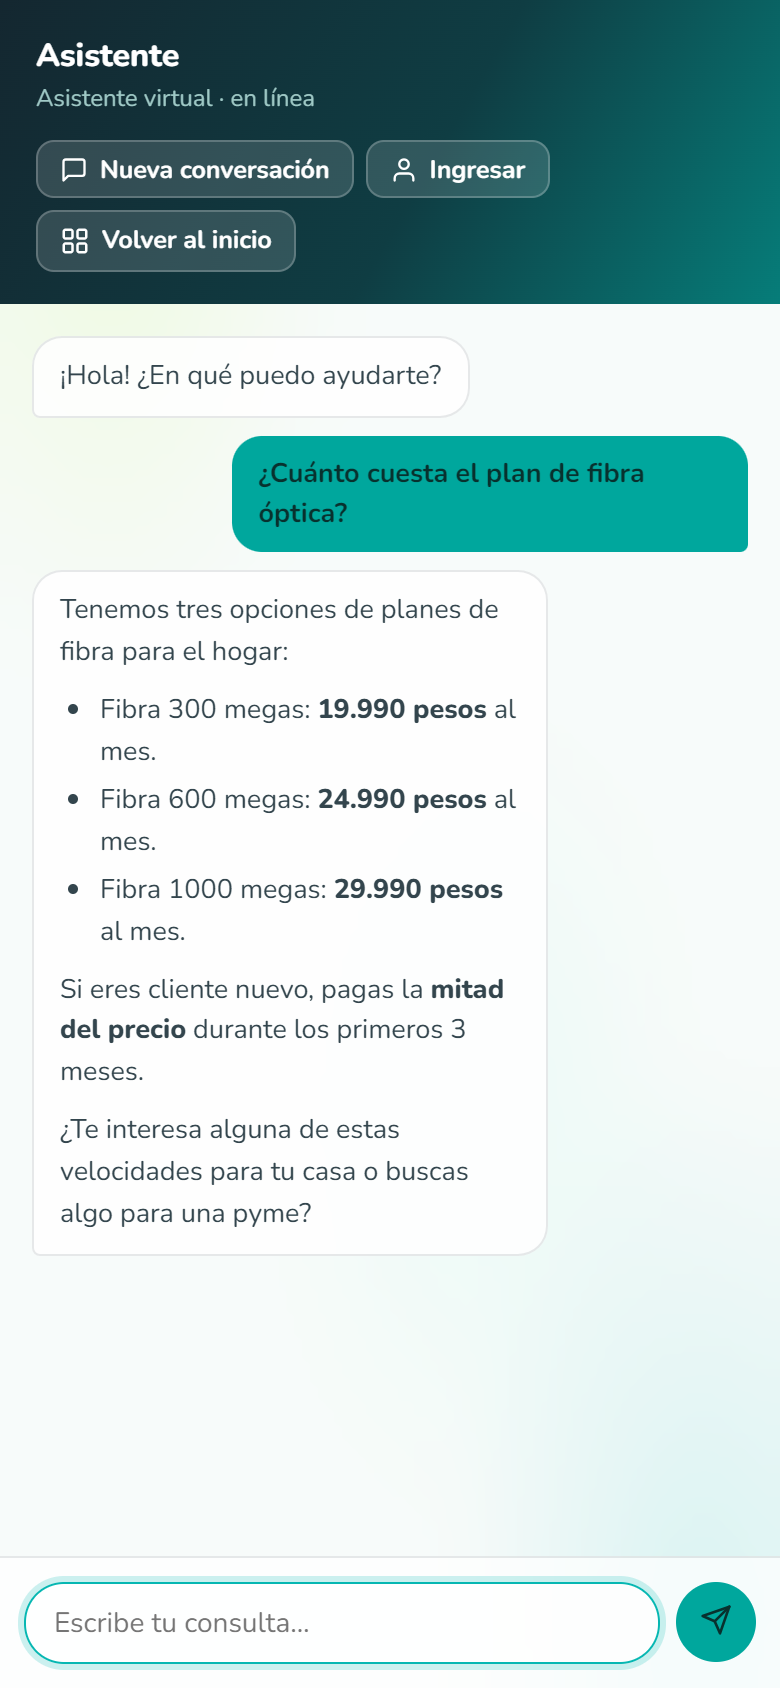 Asistente
Asistente virtual · en línea
Nueva conversación
Ingresar
Volver al inicio
¡Hola! ¿En qué puedo ayudarte?
¿Cuánto cuesta el plan de fibra
óptica?
Tenemos tres opciones de planes de
fibra para el hogar:
• Fibra 300 megas: 19.990 pesos al
mes.
• Fibra 600 megas: 24.990 pesos al
mes.
• Fibra 1000 megas: 29.990 pesos
al mes.
Si eres cliente nuevo, pagas la mitad
del precio durante los primeros 3
meses.
¿Te interesa alguna de estas
velocidades para tu casa o buscas
algo para una pyme?
Escribe tu consulta...